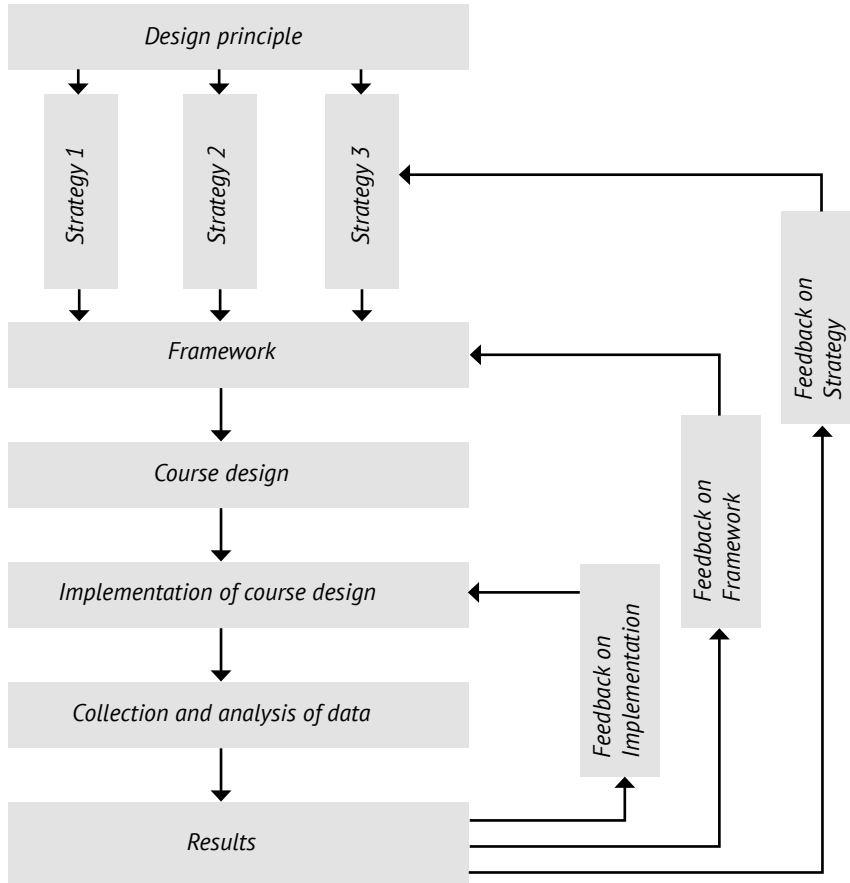 Design principle
Strategy 1
Strategy 2
Strategy 3
Framework
Course design
Implementation of course design
Collection and analysis of data
Results
Feedback on
Implementation
Feedback on
Framework
Feedback on
Strategy